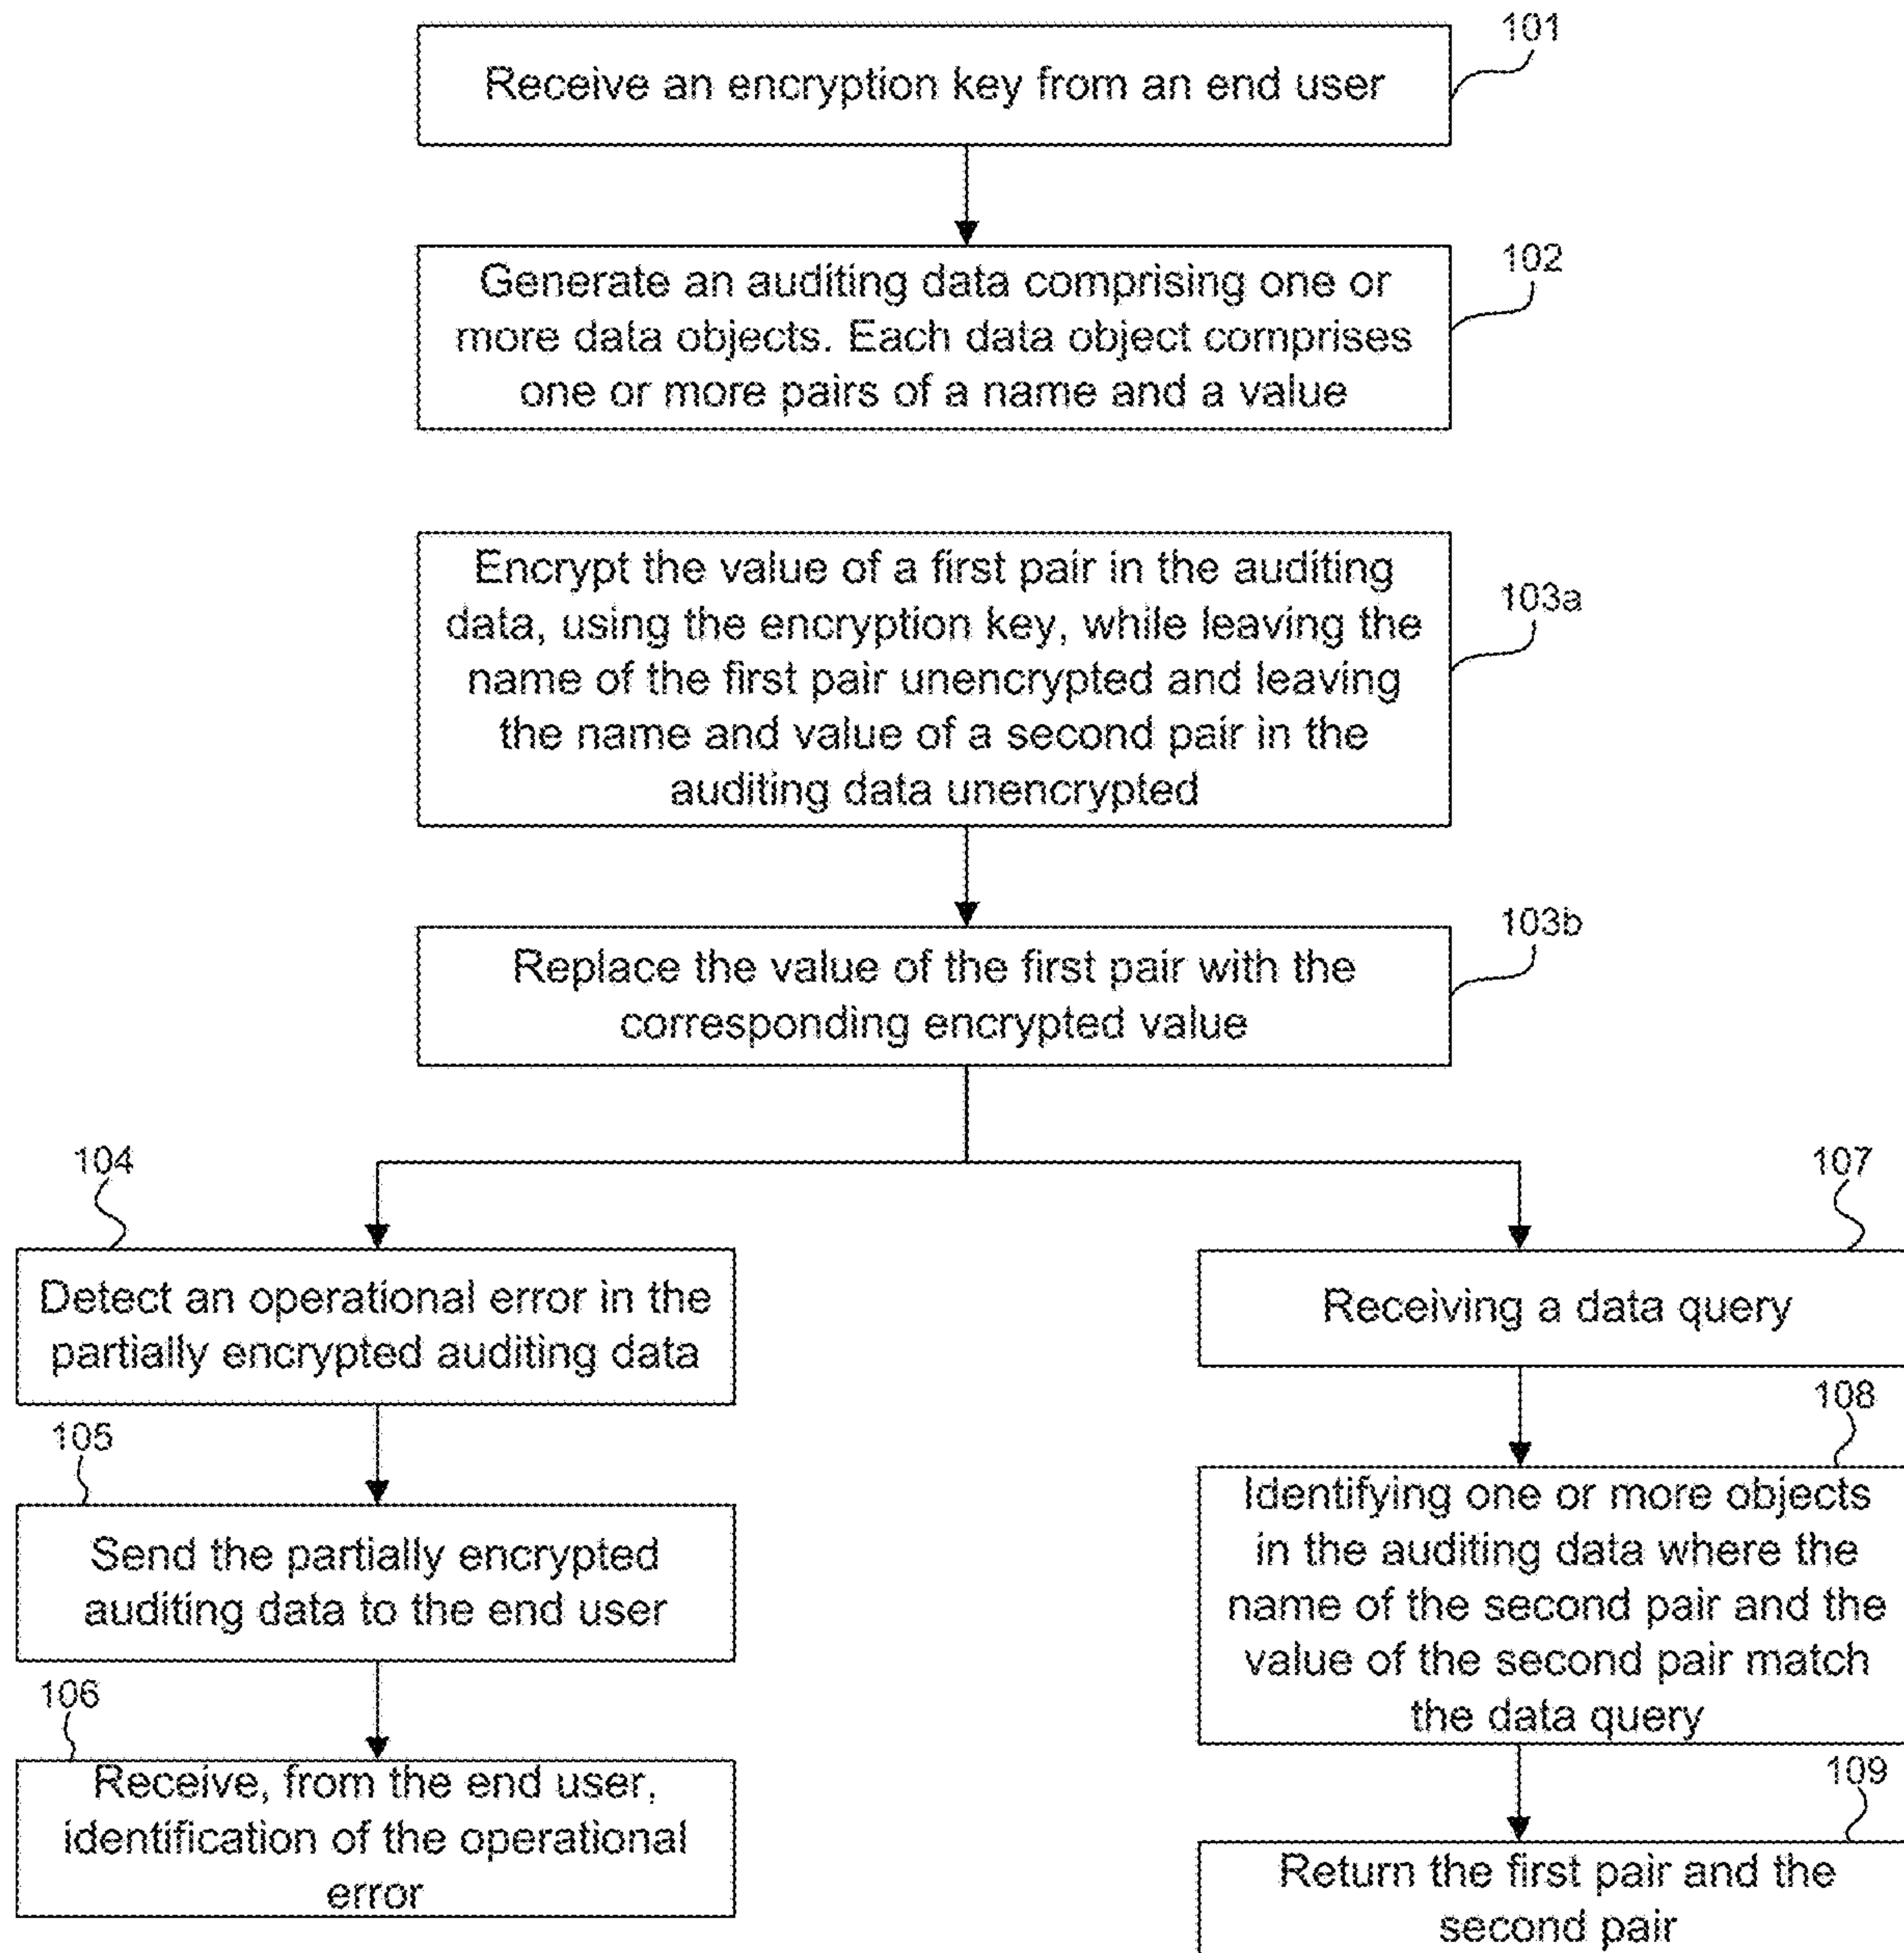 101
Receive an encryption key from an end user
102
Generate an auditing data comprising one or
more data objects. Each data object comprises
one or more pairs of a name and a value
103a
Encrypt the value of a first pair in the auditing
data, using the encryption key, while leaving the
name of the first pair unencrypted and leaving
the name and value of a second pair in the
auditing data unencrypted
103b
Replace the value of the first pair with the
corresponding encrypted value
104
Detect an operational error in the
partially encrypted auditing data
105
Send the partially encrypted
auditing data to the end user
106
Receive, from the end user,
identification of the operational
error
107
Receiving a data query
108
Identifying one or more objects
in the auditing data where the
name of the second pair and the
value of the second pair match
the data query
109
Return the first pair and the
second pair